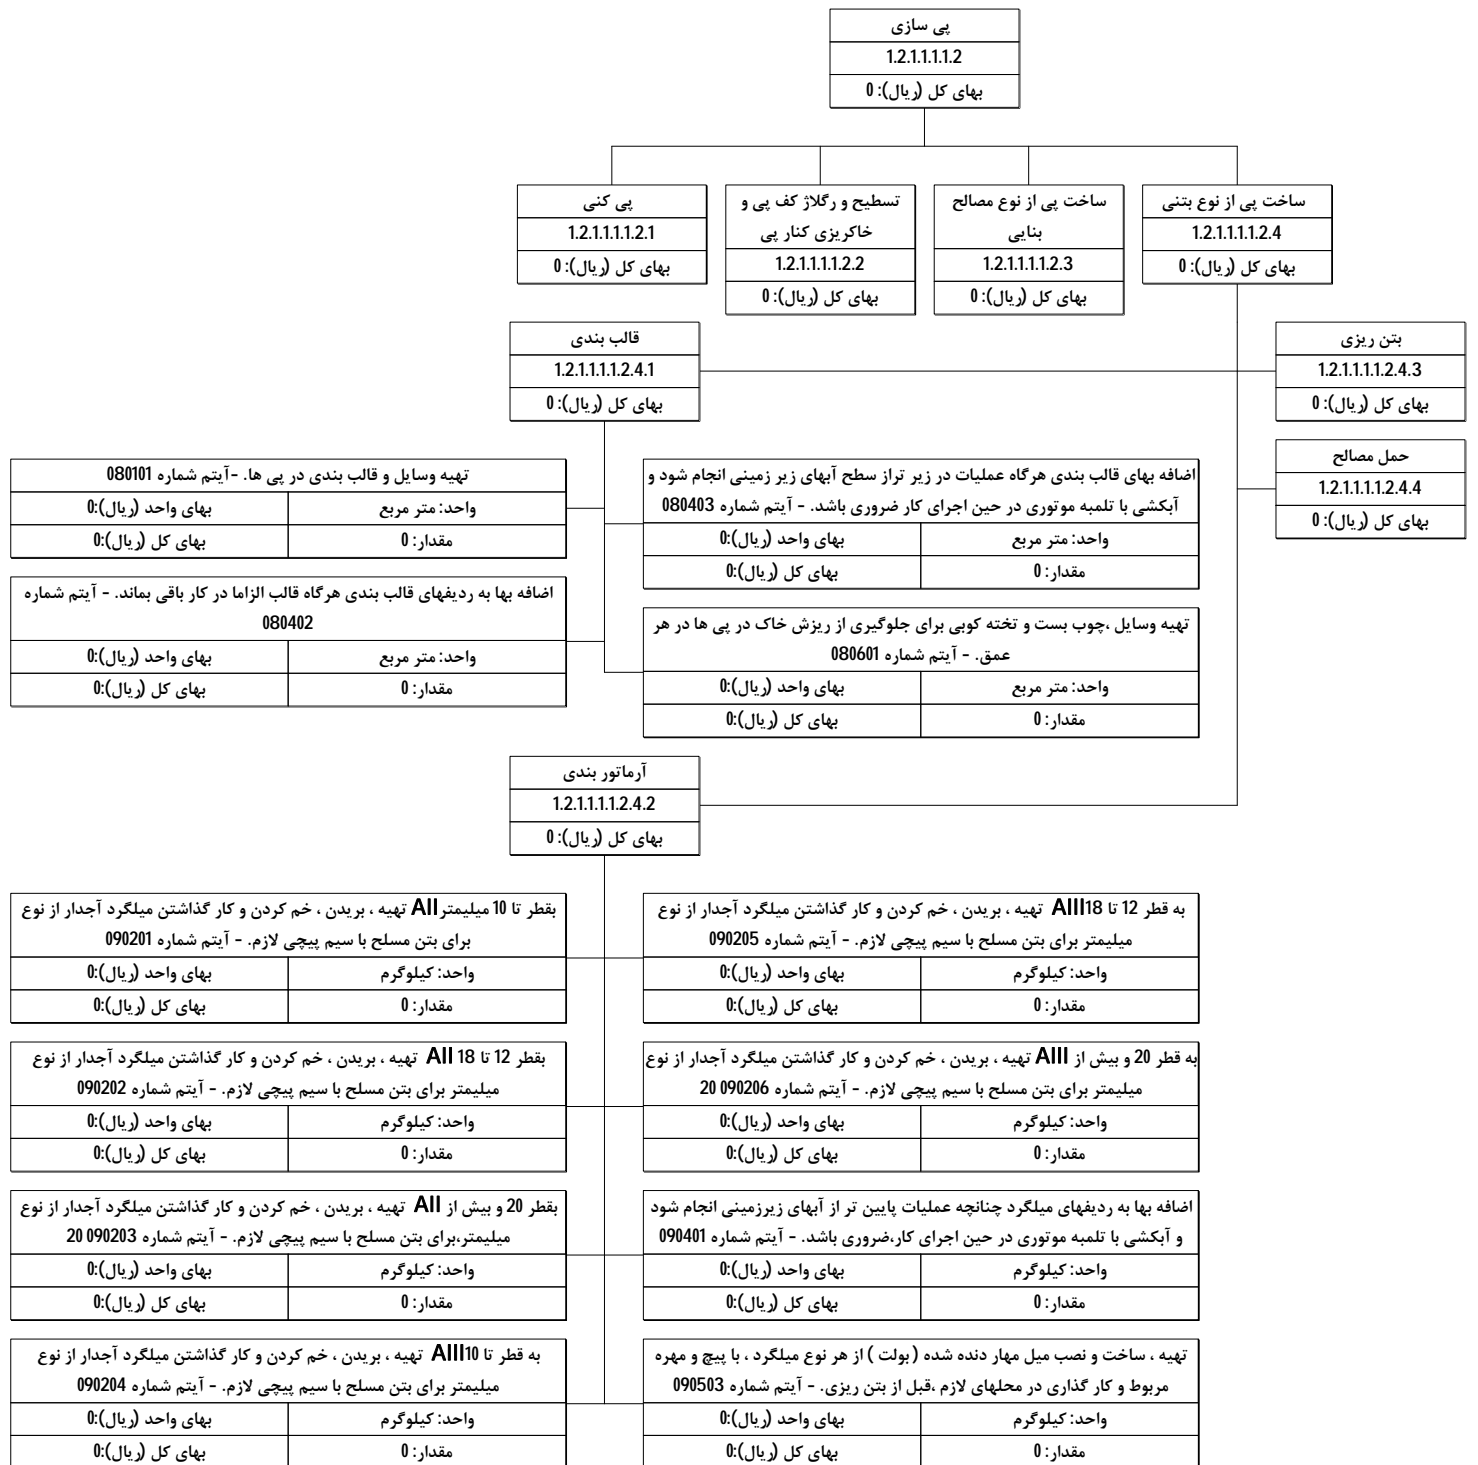 پی سازی
1.2.1.1.1.1.2
بهای کل (ریال): 0
پی کنی
1.2.1.1.1.1.2.1
بهای کل (ریال): 0
تسطیح و رگلاژ کف پی و
خاکریزی کنار پی
1.2.1.1.1.1.2.2
بهای کل (ریال): 0
ساخت پی از نوع مصالح
بنایی
1.2.1.1.1.1.2.3
بهای کل (ریال): 0
ساخت پی از نوع بتنی
1.2.1.1.1.1.2.4
بهای کل (ریال): 0
قالب بندی
1.2.1.1.1.1.2.4.1
بهای کل (ریال): 0
بتن ریزی
1.2.1.1.1.1.2.4.3
بهای کل (ریال): 0
حمل مصالح
1.2.1.1.1.1.2.4.4
بهای کل (ریال): 0
تهیه وسایل و قالب بندی در پی ها. -آیتم شماره 080101
واحد: متر مربع
بهای واحد (ریال):0
مقدار: 0
بهای کل (ریال):0
اضافه بهای قالب بندی هرگاه عملیات در زیر تراز سطح آبهای زیر زمینی انجام شود و
آبکشی با تلمبه موتوری در حین اجرای کار ضروری باشد. - آیتم شماره 080403
واحد: متر مربع
بهای واحد (ریال):0
مقدار: 0
بهای کل (ریال):0
اضافه بها به ردیفهای قالب بندی هرگاه قالب الزاما در کار باقی بماند. - آیتم شماره
080402
واحد: متر مربع
بهای واحد (ریال):0
مقدار: 0
بهای کل (ریال):0
تهیه وسایل ،چوب بست و تخته کوبی برای جلوگیری از ریزش خاک در پی ها در هر
عمق. - آیتم شماره 080601
واحد: متر مربع
بهای واحد (ریال):0
مقدار: 0
بهای کل (ریال):0
آرماتور بندی
1.2.1.1.1.1.2.4.2
بهای کل (ریال): 0
بقطر تا 10 میلیمتر AII تهیه ، بریدن ، خم کردن و کار گذاشتن میلگرد آجدار از نوع
برای بتن مسلح با سیم پیچی لازم. - آیتم شماره 090201
واحد: کیلوگرم
بهای واحد (ریال):0
مقدار: 0
بهای کل (ریال):0
به قطر 12 تا 18 AIII تهیه ، بریدن ، خم کردن و کار گذاشتن میلگرد آجدار از نوع
میلیمتر برای بتن مسلح با سیم پیچی لازم. - آیتم شماره 090205
واحد: کیلوگرم
بهای واحد (ریال):0
مقدار: 0
بهای کل (ریال):0
بقطر 12 تا 18 AII تهیه ، بریدن ، خم کردن و کار گذاشتن میلگرد آجدار از نوع
میلیمتر برای بتن مسلح با سیم پیچی لازم. - آیتم شماره 090202
واحد: کیلوگرم
بهای واحد (ریال):0
مقدار: 0
بهای کل (ریال):0
به قطر 20 و بیش از AIII تهیه ، بریدن ، خم کردن و کار گذاشتن میلگرد آجدار از نوع
میلیمتر برای بتن مسلح با سیم پیچی لازم. - آیتم شماره 090206 20
واحد: کیلوگرم
بهای واحد (ریال):0
مقدار: 0
بهای کل (ریال):0
بقطر 20 و بیش از AII تهیه ، بریدن ، خم کردن و کار گذاشتن میلگرد آجدار از نوع
میلیمتر،برای بتن مسلح با سیم پیچی لازم. - آیتم شماره 090203 20
واحد: کیلوگرم
بهای واحد (ریال):0
مقدار: 0
بهای کل (ریال):0
اضافه بها به ردیفهای میلگرد چنانچه عملیات پایین تر از آبهای زیرزمینی انجام شود
و آبکشی با تلمبه موتوری در حین اجرای کار،ضروری باشد. - آیتم شماره 090401
واحد: کیلوگرم
بهای واحد (ریال):0
مقدار: 0
بهای کل (ریال):0
به قطر تا 10 AIII تهیه ، بریدن ، خم کردن و کار گذاشتن میلگرد آجدار از نوع
میلیمتر برای بتن مسلح با سیم پیچی لازم. - آیتم شماره 090204
واحد: کیلوگرم
بهای واحد (ریال):0
مقدار: 0
بهای کل (ریال):0
تهیه ، ساخت و نصب میل مهار دنده شده ( بولت ) از هر نوع میلگرد ، با پیچ و مهره
مربوط و کار گذاری در محلهای لازم ،قبل از بتن ریزی. - آیتم شماره 090503
واحد: کیلوگرم
بهای واحد (ریال):0
مقدار: 0
بهای کل (ریال):0